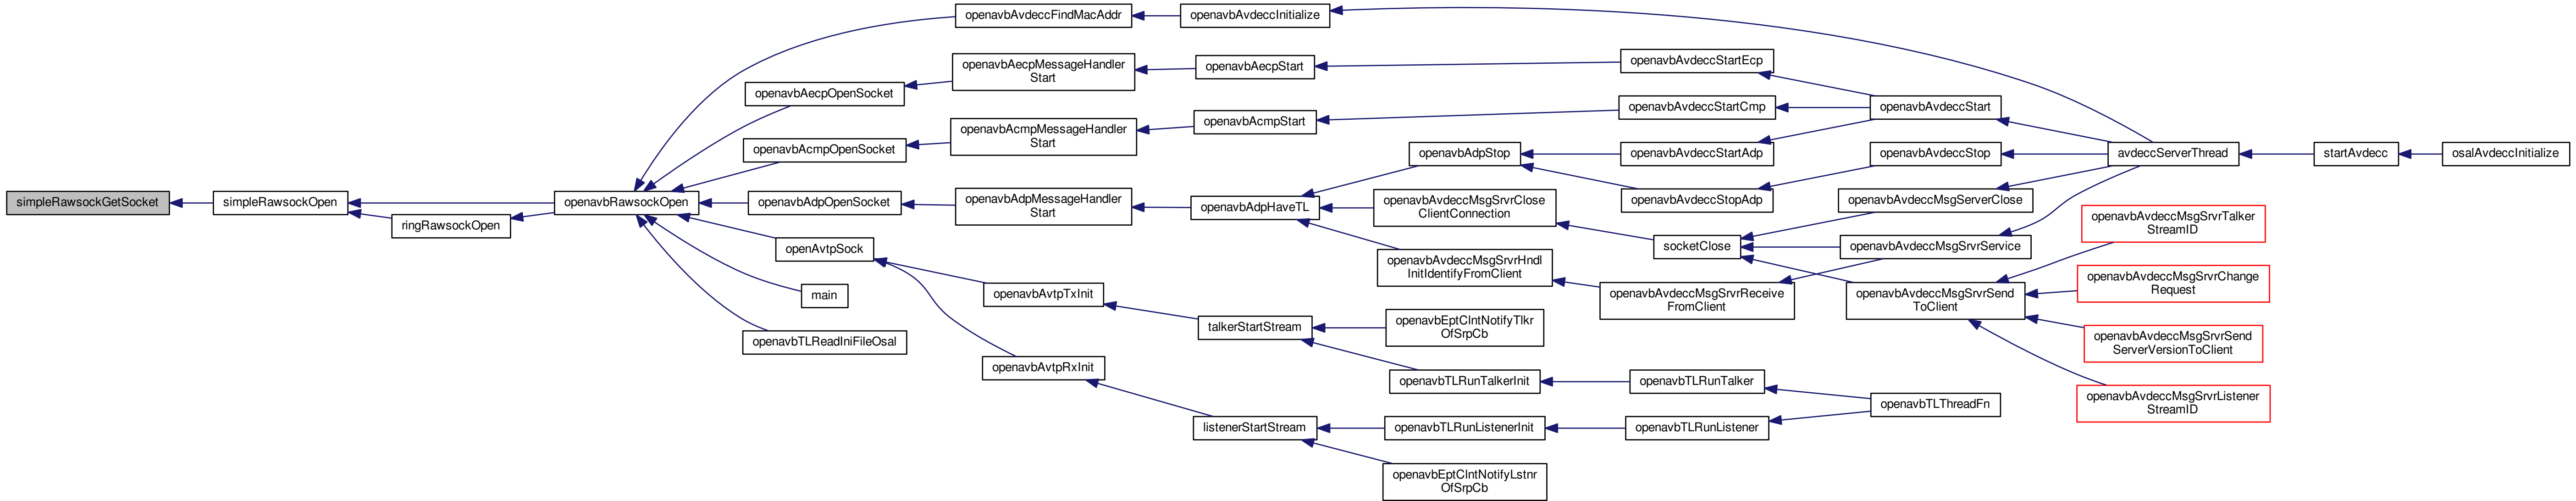 simpleRawsockGetSocket
simpleRawsockOpen
ringRawsockOpen
openavbRawsockOpen
openavbAvdeccFindMacAddr
openavbAecpOpenSocket
openavbAcmpOpenSocket
openavbAdpOpenSocket
openAvtpSock
main
openavbTLReadIniFileOsal
openavbAvdeccInitialize
openavbAecpMessageHandler
Start
openavbAcmpMessageHandler
Start
openavbAdpMessageHandler
Start
openavbAvtpTxInit
openavbAvtpRxInit
openavbAecpStart
openavbAcmpStart
openavbAdpHaveTL
talkerStartStream
listenerStartStream
openavbAdpStop
openavbAvdeccMsgSrvrClose
ClientConnection
openavbAvdeccMsgSrvrHndl
InitIdentifyFromClient
openavbEptClntNotifyTlkr
OfSrpCb
openavbTLRunTalkerInit
openavbTLRunListenerInit
openavbEptClntNotifyLstnr
OfSrpCb
openavbAvdeccStartEcp
openavbAvdeccStartCmp
openavbAvdeccStartAdp
openavbAvdeccStopAdp
socketClose
openavbAvdeccMsgSrvrReceive
FromClient
openavbTLRunTalker
openavbTLRunListener
openavbAvdeccStart
openavbAvdeccStop
openavbAvdeccMsgServerClose
openavbAvdeccMsgSrvrService
openavbAvdeccMsgSrvrSend
ToClient
openavbTLThreadFn
avdeccServerThread
openavbAvdeccMsgSrvrTalker
StreamID
openavbAvdeccMsgSrvrChange
Request
openavbAvdeccMsgSrvrSend
ServerVersionToClient
openavbAvdeccMsgSrvrListener
StreamID
startAvdecc
osalAvdeccInitialize